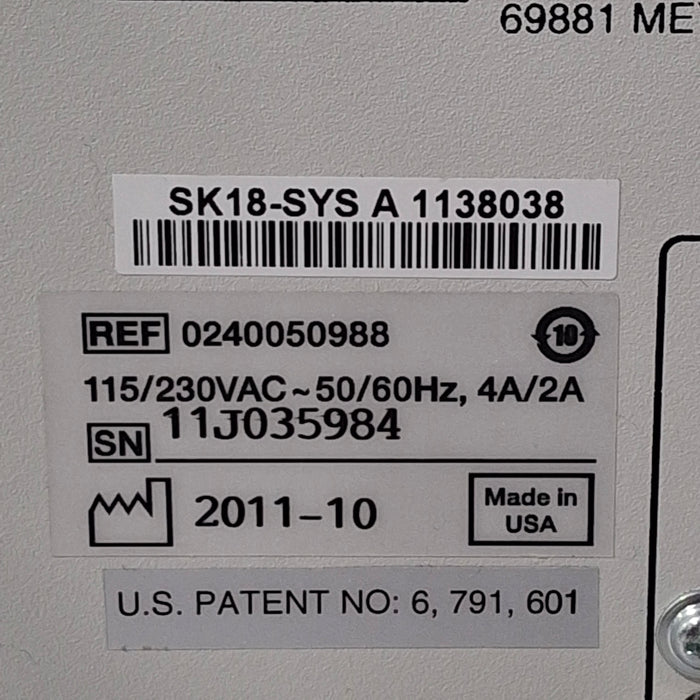 69881 ME
SK18-SYS A 1138038
REF 0240050988
10
115/230VAC~50/60Hz, 4A/2A
SN 11J035984
2011-10
Made in
USA
U.S. PATENT NO: 6, 791, 601